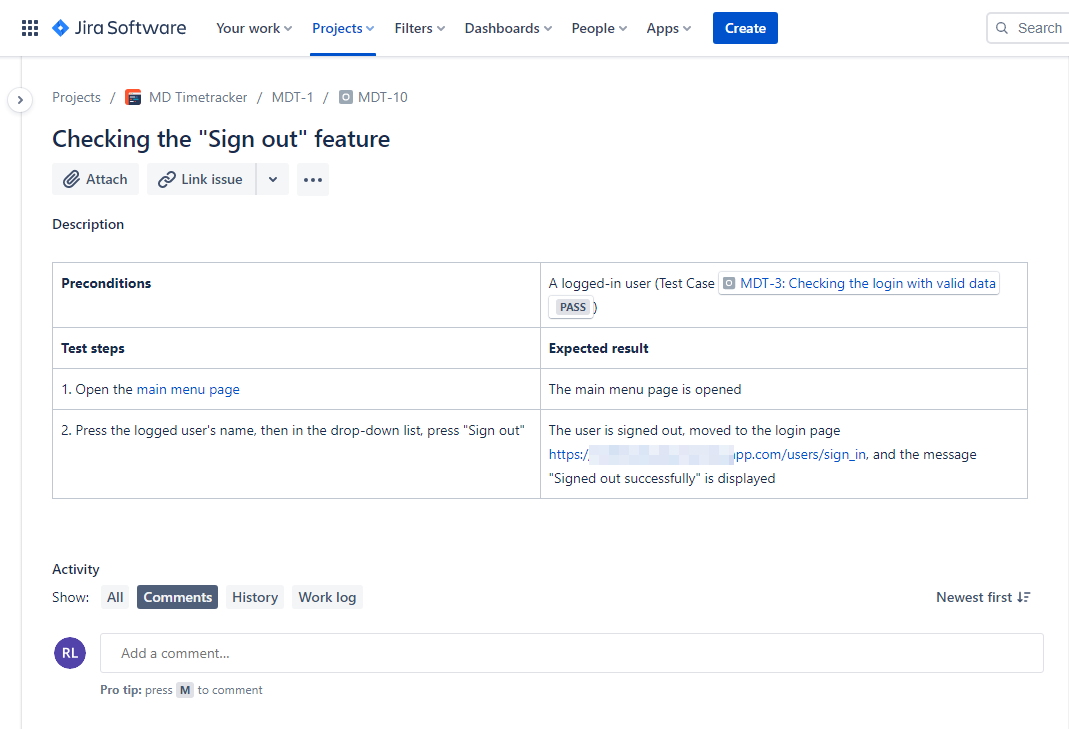 Jira Software Your work Projects Filters Dashboards People Apps Create Search
Projects / MD Timetracker / MDT-1 / MDT-10
Checking the "Sign out" feature
Attach Link issue
Description
Preconditions
A logged-in user (Test Case MDT-3: Checking the login with valid data
PASS )
Test steps
Expected result
1. Open the main menu page
The main menu page is opened
2. Press the logged user's name, then in the drop-down list, press "Sign out"
The user is signed out, moved to the login page
https:/ pp.com/users/sign_in, and the message
"Signed out successfully" is displayed
Activity
Show: All Comments History Work log Newest first
RL Add a comment...
Pro tip: press M to comment